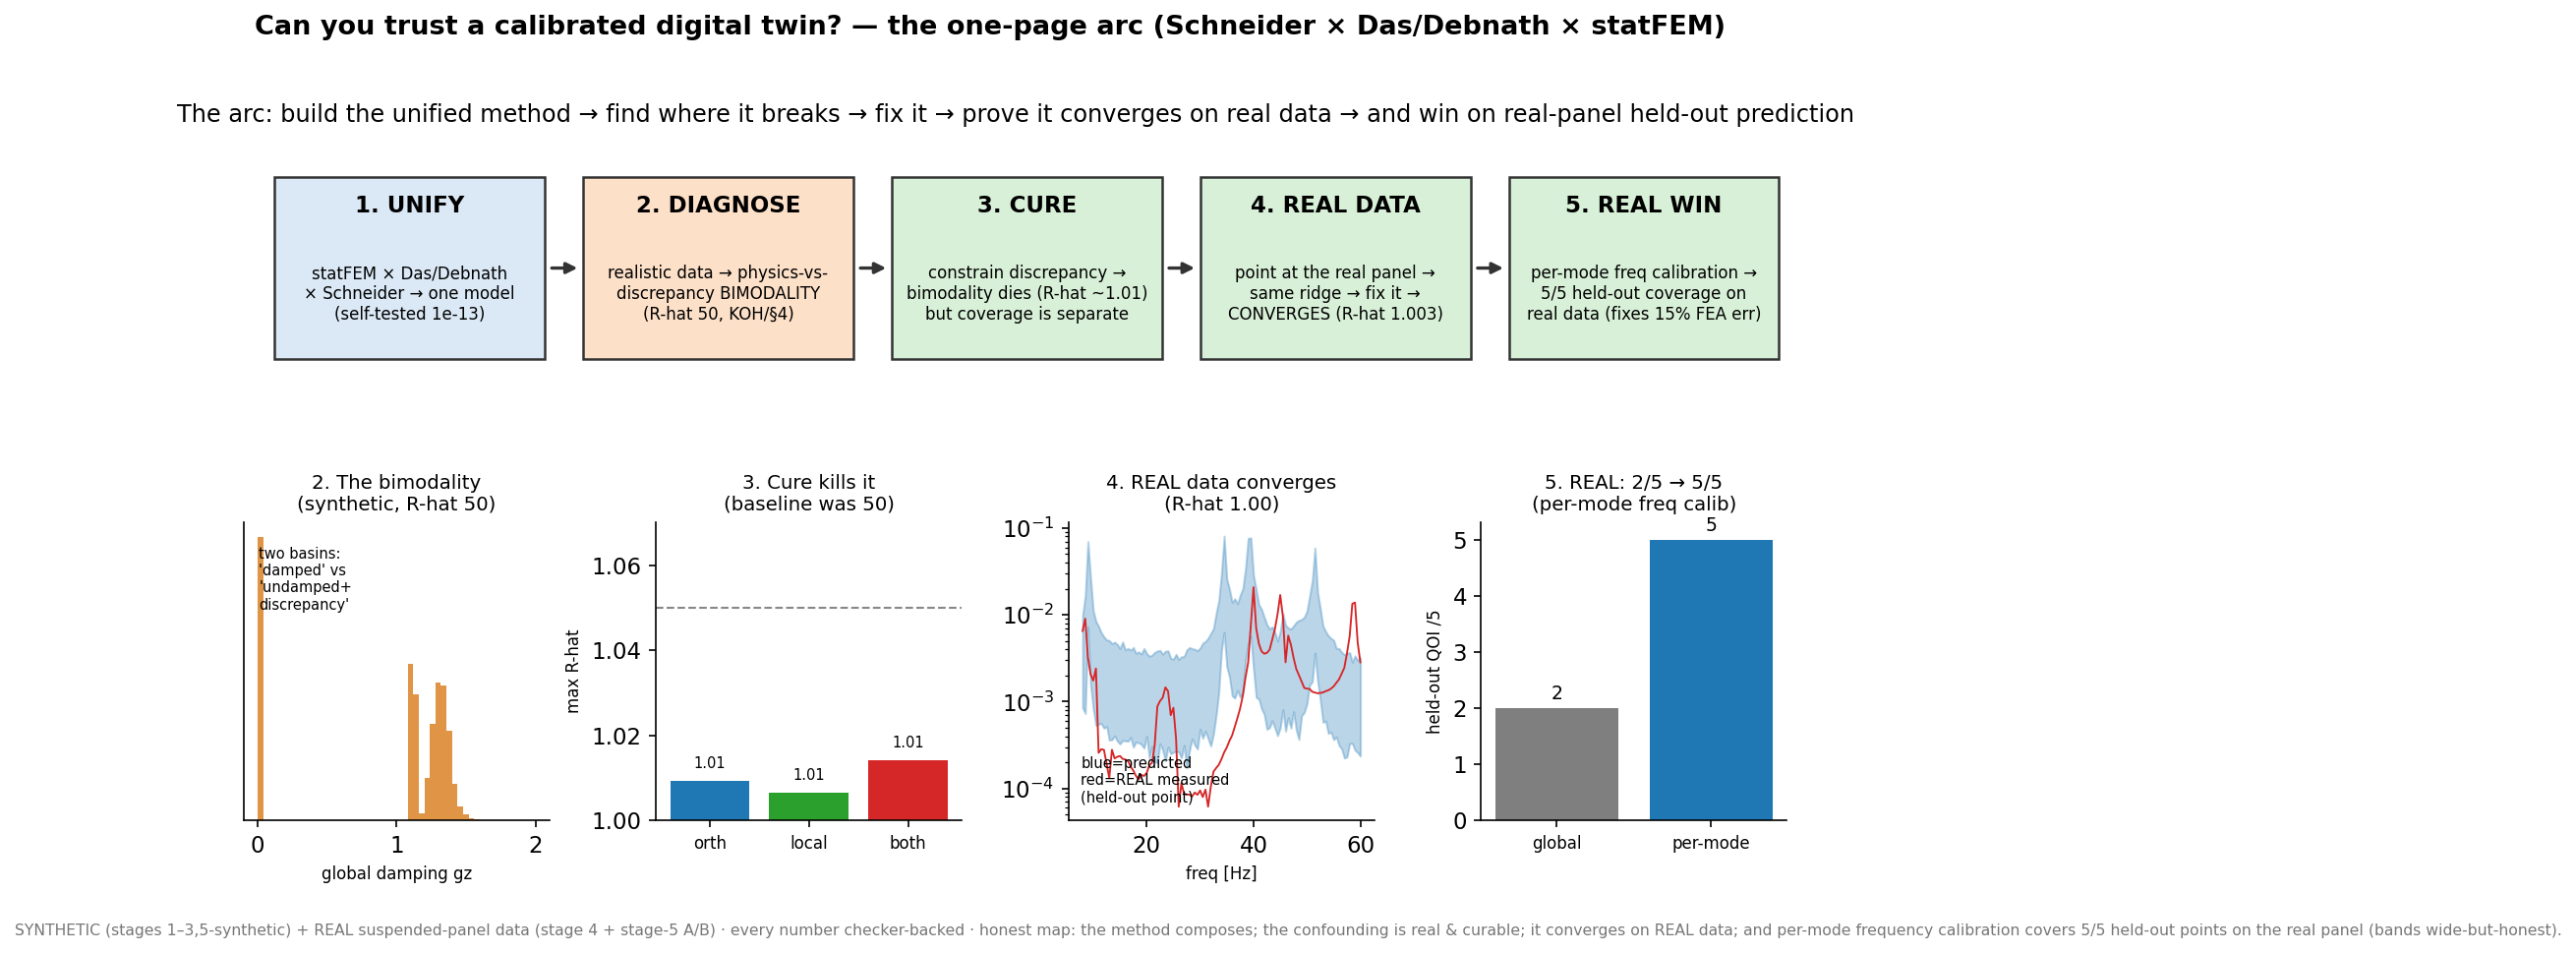 Can you trust a calibrated digital twin? — the one-page arc (Schneider × Das/Debnath × statFEM)
The arc: build the unified method → find where it breaks → fix it → prove it converges on real data → and win on real-panel held-out prediction
1. UNIFY
statFEM × Das/Debnath
× Schneider → one model
(self-tested 1e-13)
2. DIAGNOSE
realistic data → physics-vs-
discrepancy BIMODALITY
(R-hat 50, KOH/§4)
3. CURE
constrain discrepancy →
bimodality dies (R-hat ~1.01)
but coverage is separate
4. REAL DATA
point at the real panel →
same ridge → fix it →
CONVERGES (R-hat 1.003)
5. REAL WIN
per-mode freq calibration →
5/5 held-out coverage on
real data (fixes 15% FEA err)
2. The bimodality
(synthetic, R-hat 50)
two basins:
'damped' vs
'undamped+
discrepancy'
0 1 2
global damping gz
3. Cure kills it
(baseline was 50)
max R-hat
1.06
1.04
1.02
1.00
1.01
1.01
1.01
orth local both
4. REAL data converges
(R-hat 1.00)
10⁻¹
10⁻²
10⁻³
10⁻⁴
blue=predicted
red=REAL measured
(held-out point)
20 40 60
freq [Hz]
5. REAL: 2/5 → 5/5
(per-mode freq calib)
held-out QOI /5
5
4
3
2
1
0
2
5
global per-mode
SYNTHETIC (stages 1–3,5-synthetic) + REAL suspended-panel data (stage 4 + stage-5 A/B) · every number checker-backed · honest map: the method composes; the confounding is real & curable; it converges on REAL data; and per-mode frequency calibration covers 5/5 held-out points on the real panel (bands wide-but-honest).